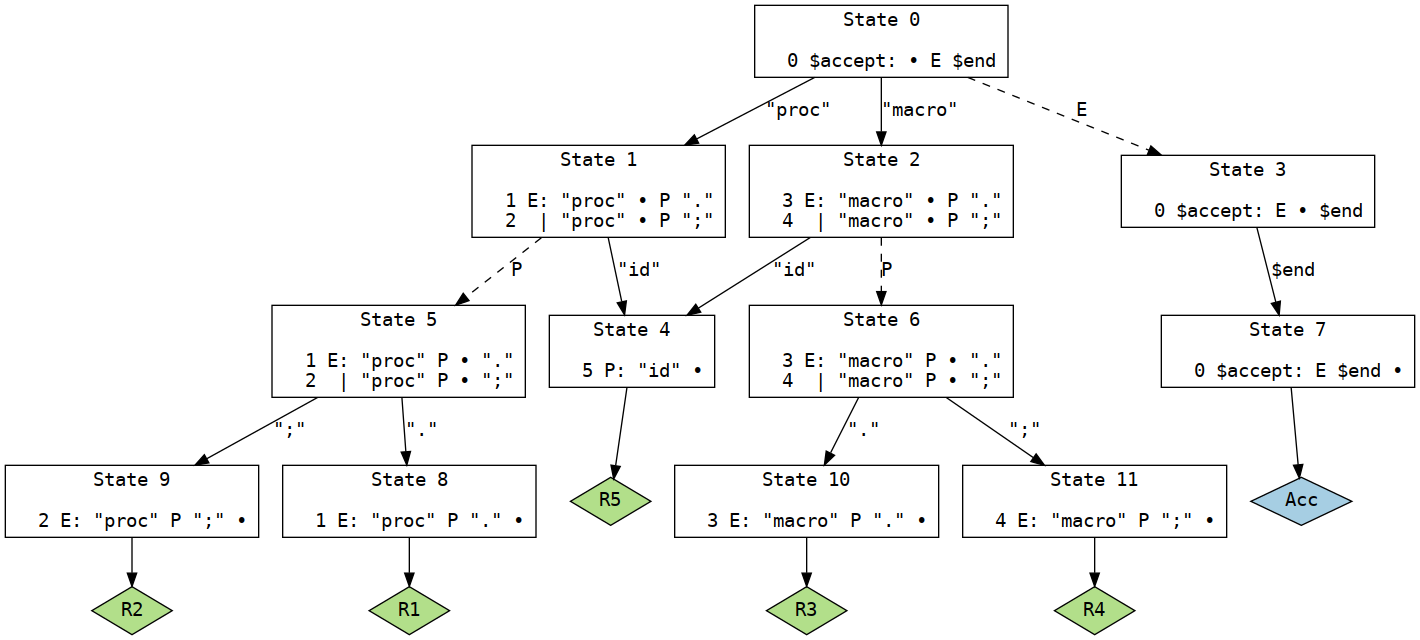 State 0
0 $accept: • E $end
"proc"
"macro"
E
State 1
1 E: "proc" • P "."
2  | "proc" • P ";"
State 2
3 E: "macro" • P "."
4  | "macro" • P ";"
State 3
0 $accept: E • $end
P
"id"
"id"
P
$end
State 5
1 E: "proc" P • "."
2  | "proc" P • ";"
State 4
5 P: "id" •
State 6
3 E: "macro" P • "."
4  | "macro" P • ";"
State 7
0 $accept: E $end •
";"
"."
"."
";"
State 9
2 E: "proc" P ";" •
State 8
1 E: "proc" P "." •
R5
State 10
3 E: "macro" P "." •
State 11
4 E: "macro" P ";" •
Acc
R2
R1
R3
R4